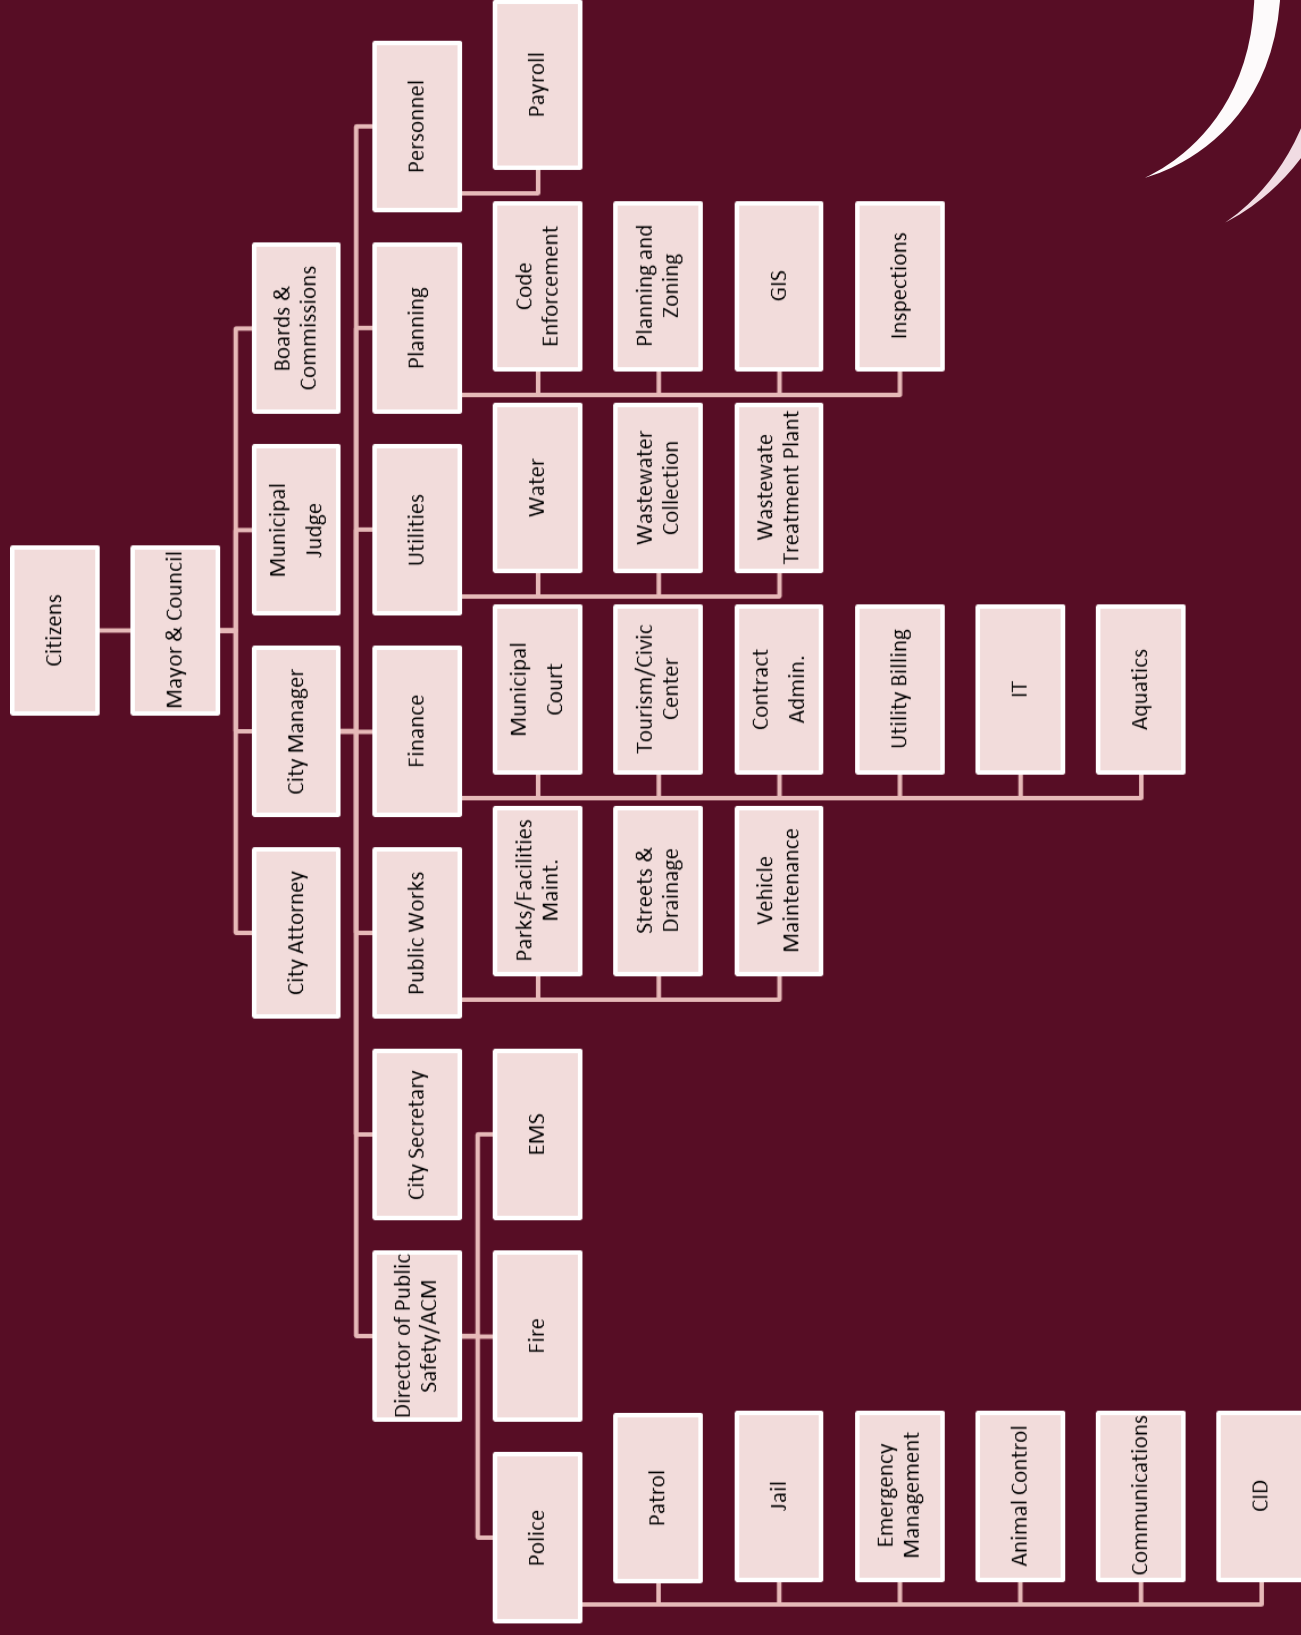 Citizens
Mayor & Council
City Attorney
City Manager
Municipal
Judge
Boards &
Commissions
Director of Public
Safety/ACM
City Secretary
Public Works
Finance
Utilities
Planning
Personnel
Police
Fire
EMS
Parks/Facilities
Maint.
Municipal
Court
Water
Code
Enforcement
Payroll
Patrol
Streets &
Drainage
Tourism/Civic
Center
Wastewater
Collection
Planning and
Zoning
Jail
Vehicle
Maintenance
Contract
Admin.
Wastewate
Treatment Plant
GIS
Emergency
Management
Utility Billing
Inspections
Animal Control
IT
Communications
Aquatics
CID